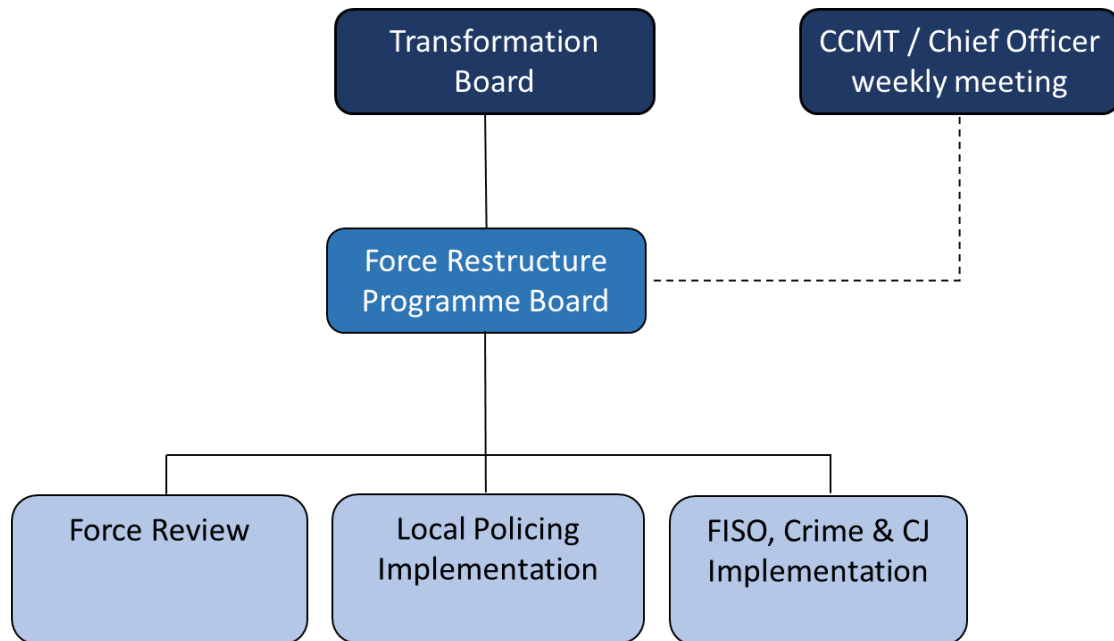 Transformation
Board
CCMT / Chief Officer
weekly meeting
Force Restructure
Programme Board
Force Review
Local Policing
Implementation
FISO, Crime & CJ
Implementation